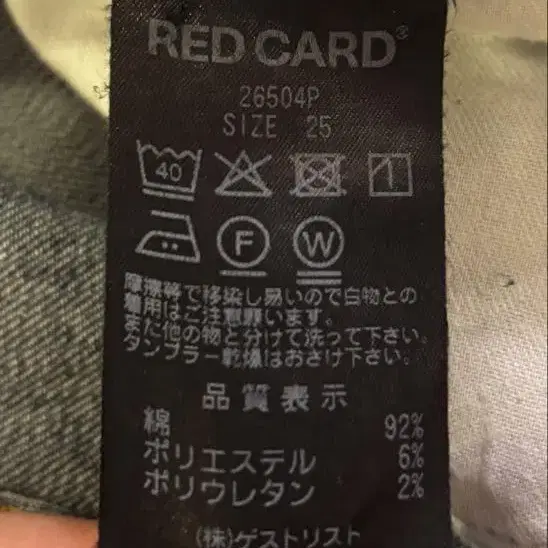 RED CARD®
26504P
SIZE 25
40
F W
摩擦等で移染し易いので白物との
着用はご注意願います。
また他の物と分けて洗って下さい。
タンブラー乾燥はおさけ下さい。
品質表示
綿 92%
ポリエステル 6%
ポリウレタン 2%
(株)ゲストリスト